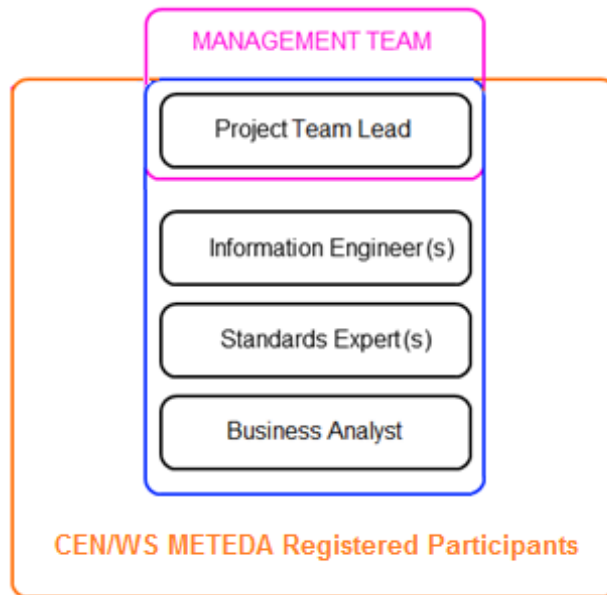 MANAGEMENT TEAM
Project Team Lead
Information Engineer(s)
Standards Expert(s)
Business Analyst
CEN/WS METEDA Registered Participants